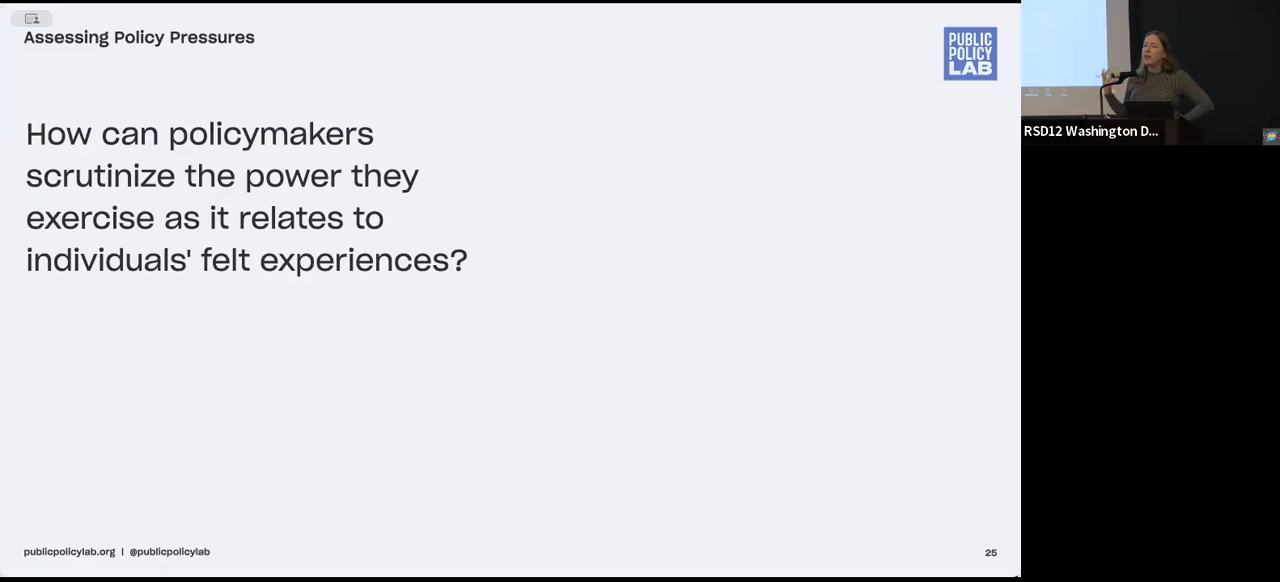 Assessing Policy Pressures
PUBLIC
POLICY
LAB
How can policymakers
scrutinize the power they
exercise as it relates to
individuals' felt experiences?
RSD12 Washington D...
publicpolicylab.org | @publicpolicylab
25